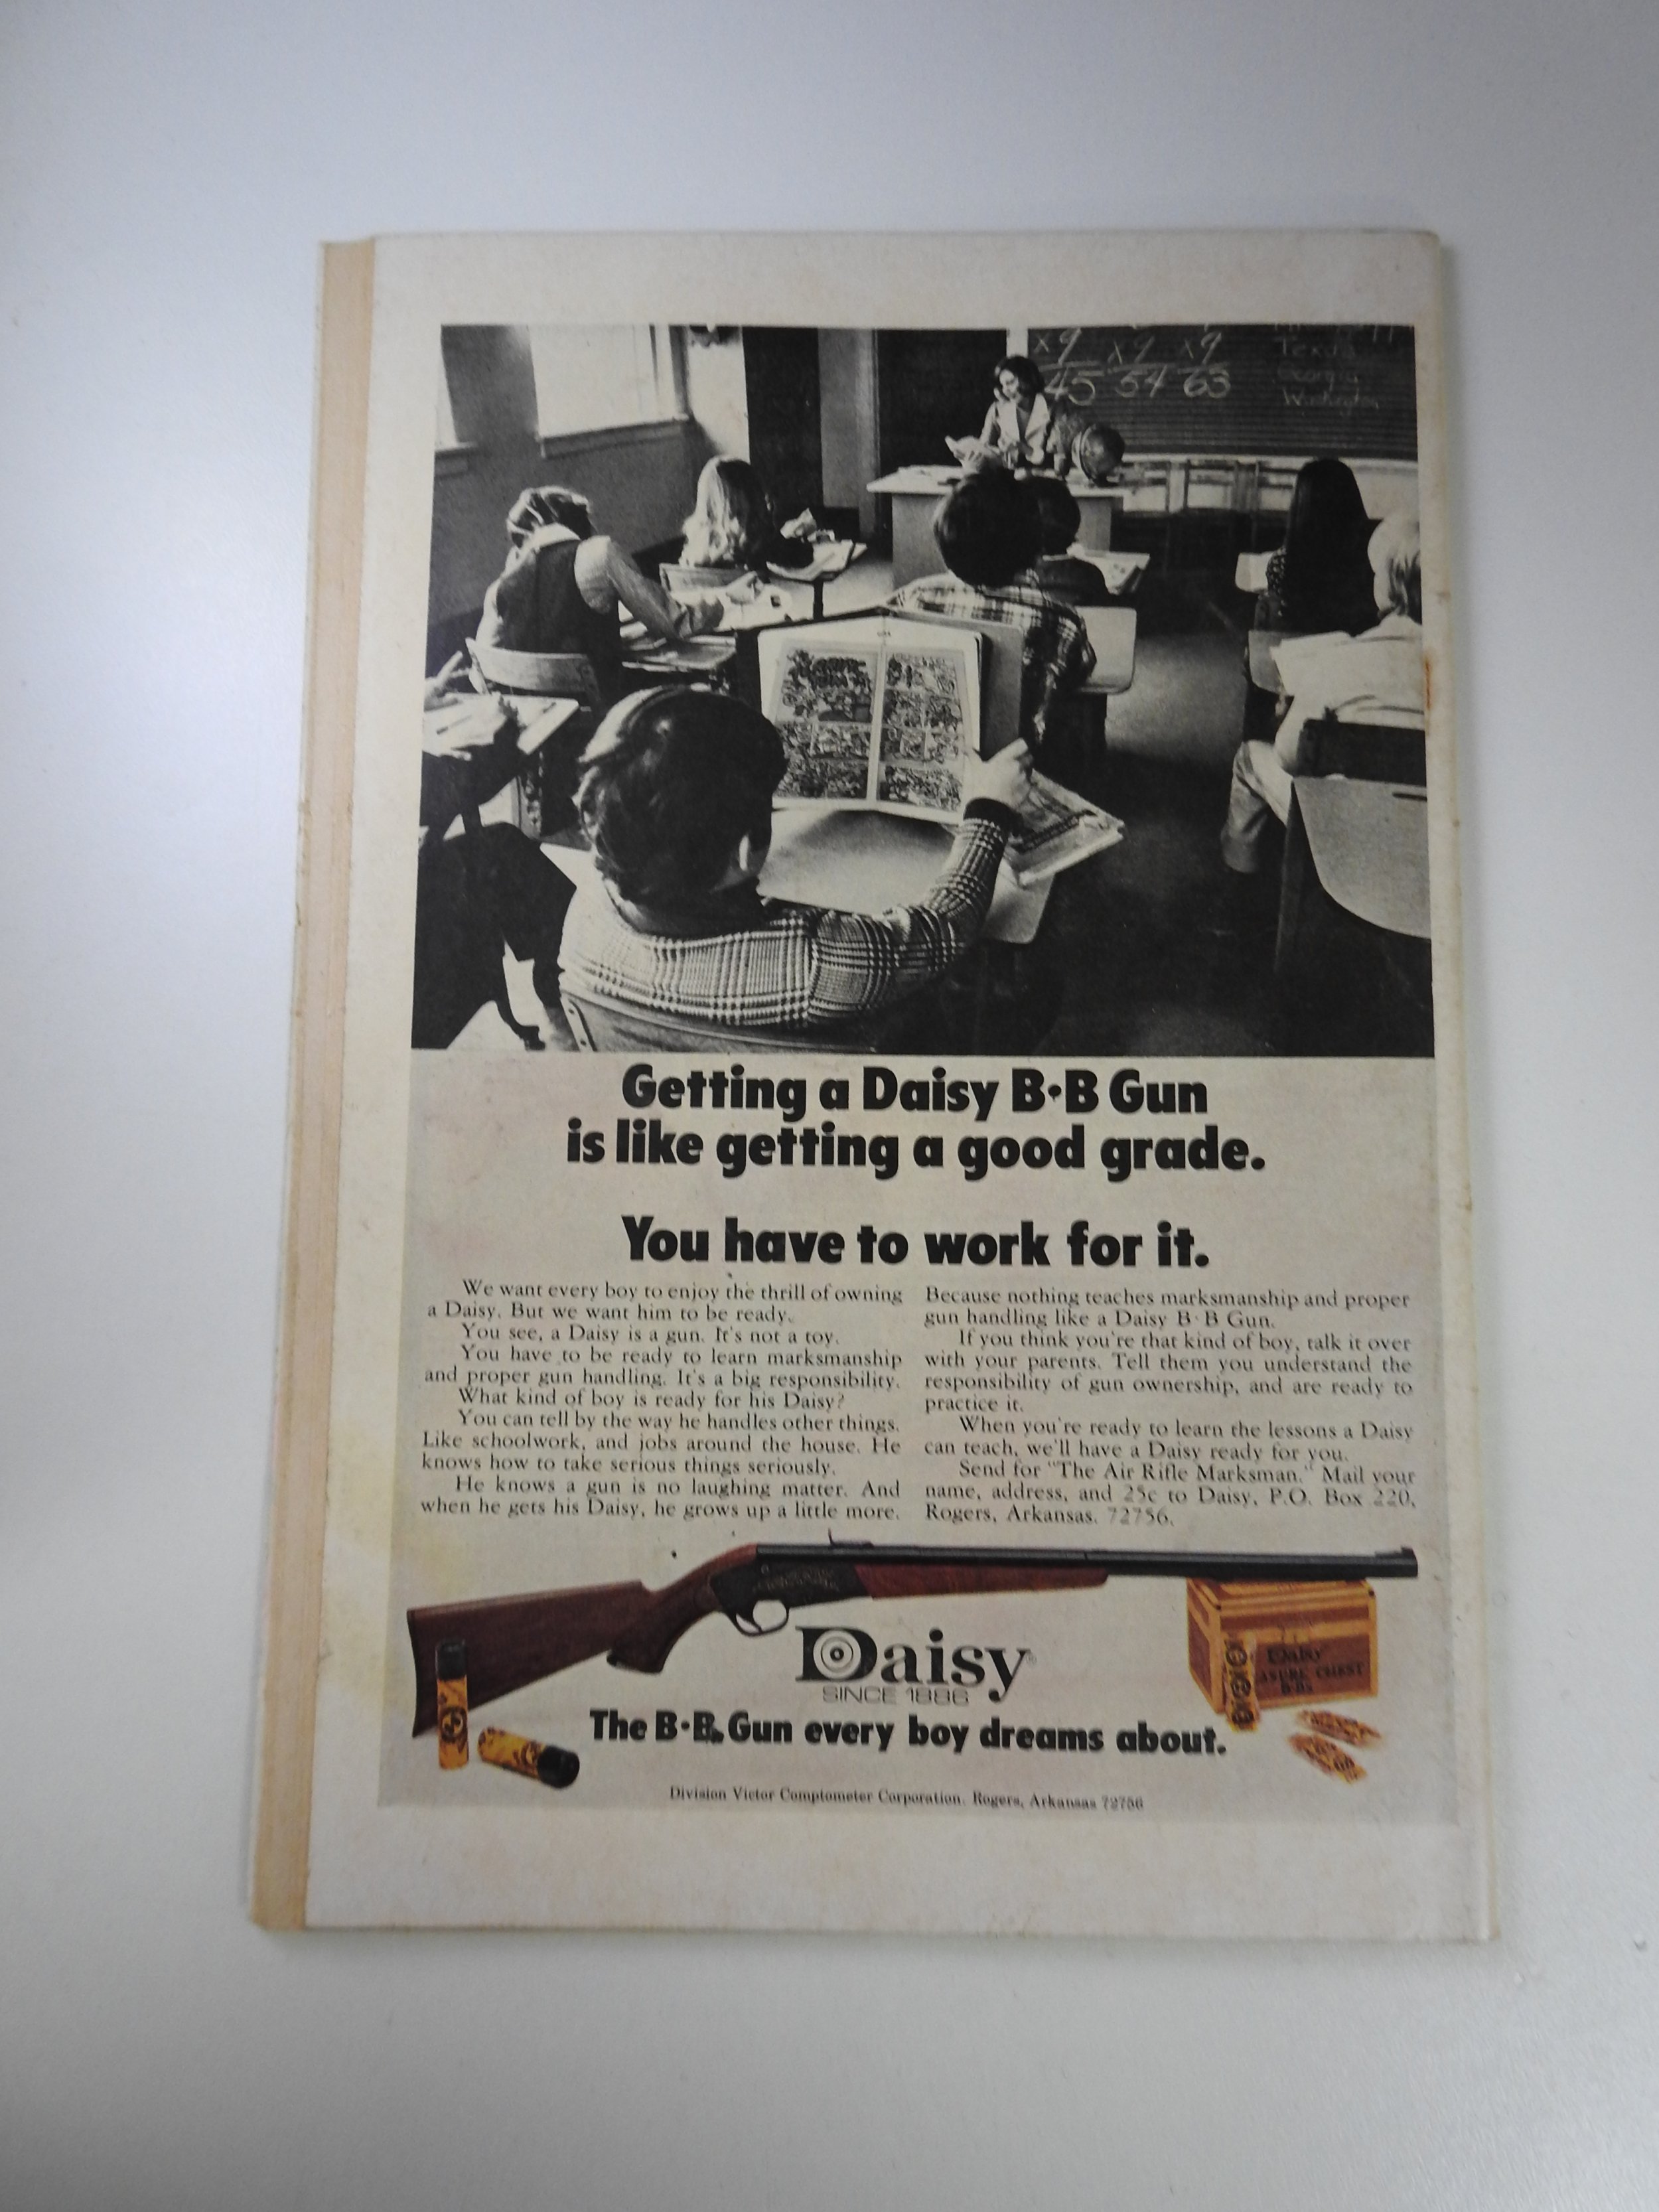 x9 x9 x9
45 54 63
Texas
Georgia
Washington
Getting a Daisy B·B Gun
is like getting a good grade.
You have to work for it.
We want every boy to enjoy the thrill of owning
a Daisy. But we want him to be ready.
You see, a Daisy is a gun. It's not a toy.
You have to be ready to learn marksmanship
and proper gun handling. It's a big responsibility.
What kind of boy is ready for his Daisy?
You can tell by the way he handles other things.
Like schoolwork, and jobs around the house. He
knows how to take serious things seriously.
He knows a gun is no laughing matter. And
when he gets his Daisy, he grows up a little more.
Because nothing teaches marksmanship and proper
gun handling like a Daisy B·B Gun.
If you think you're that kind of boy, talk it over
with your parents. Tell them you understand the
responsibility of gun ownership, and are ready to
practice it.
When you're ready to learn the lessons a Daisy
can teach, we'll have a Daisy ready for you.
Send for "The Air Rifle Marksman." Mail your
name, address, and 25c to Daisy, P.O. Box 220,
Rogers, Arkansas. 72756.
Daisy
SINCE 1886
CHEST
The B·B Gun every boy dreams about.
Division Victor Comptometer Corporation. Rogers, Arkansas 72756